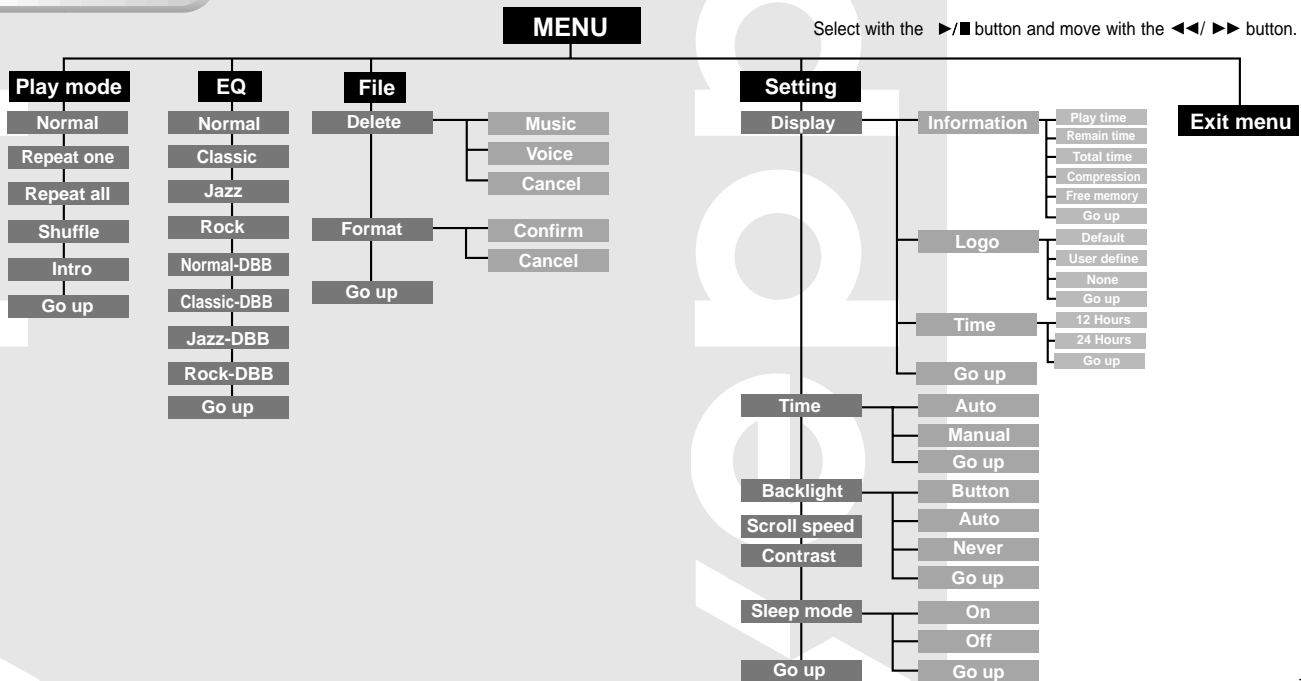 MENU
Select with the ►/■ button and move with the ◄◄/ ►► button.
Play mode
Normal
Repeat one
Repeat all
Shuffle
Intro
Go up
EQ
Normal
Classic
Jazz
Rock
Normal-DBB
Classic-DBB
Jazz-DBB
Rock-DBB
Go up
File
Delete
Music
Voice
Cancel
Format
Confirm
Cancel
Go up
Setting
Display
Information
Play time
Remain time
Total time
Compression
Free memory
Go up
Logo
Default
User define
None
Go up
Time
12 Hours
24 Hours
Go up
Go up
Time
Auto
Manual
Go up
Backlight
Button
Auto
Never
Go up
Scroll speed
Contrast
Sleep mode
On
Off
Go up
Go up
Exit menu